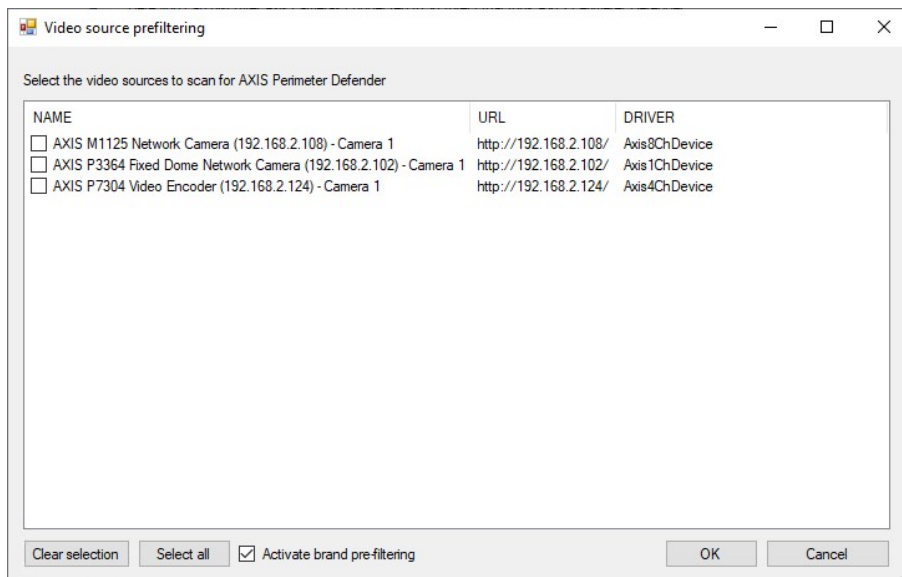 Video source prefiltering
Select the video sources to scan for AXIS Perimeter Defender
NAME URL DRIVER
AXIS M1125 Network Camera (192.168.2.108) - Camera 1 http://192.168.2.108/ Axis8ChDevice
AXIS P3364 Fixed Dome Network Camera (192.168.2.102) - Camera 1 http://192.168.2.102/ Axis1ChDevice
AXIS P7304 Video Encoder (192.168.2.124) - Camera 1 http://192.168.2.124/ Axis4ChDevice
Clear selection Select all Activate brand pre-filtering OK Cancel